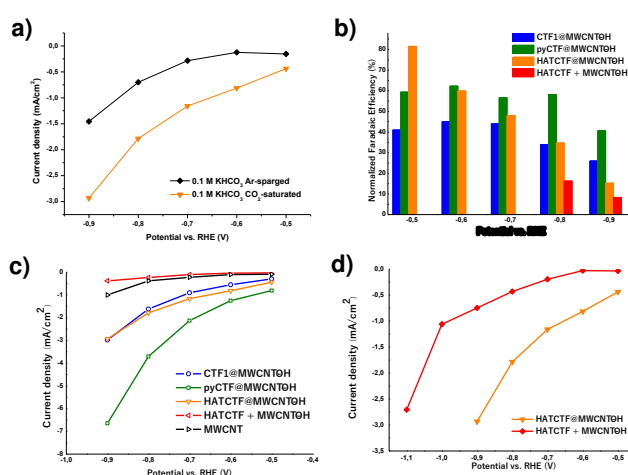 a)
Current density (mA/cm²)
0,0
-0,5
-1,0
-1,5
-2,0
-2,5
-3,0
0.1 M KHCO₃ Ar-sparged
0.1 M KHCO₃ CO₂-saturated
-0,9 -0,8 -0,7 -0,6 -0,5
Potential vs. RHE (V)
b)
Normalized Faradaic Efficiency (%)
80
70
60
50
40
30
20
10
0
CTF1@MWCNTOH
pyCTF@MWCNTOH
HATCTF@MWCNTOH
HATCTF + MWCNTOH
-0,5 -0,6 -0,7 -0,8 -0,9
Potential vs. RHE
c)
Current density (mA/cm²)
0
-1
-2
-3
-4
-5
-6
-7
-8
CTF1@MWCNTOH
pyCTF@MWCNTOH
HATCTF@MWCNTOH
HATCTF + MWCNTOH
MWCNT
-1,0 -0,9 -0,8 -0,7 -0,6 -0,5 -0,4
Potential vs. RHE (V)
d)
Current density (mA/cm²)
0,0
-0,5
-1,0
-1,5
-2,0
-2,5
-3,0
-3,5
HATCTF@MWCNTOH
HATCTF + MWCNTOH
-1,1 -1,0 -0,9 -0,8 -0,7 -0,6 -0,5
Potential vs. RHE (V)